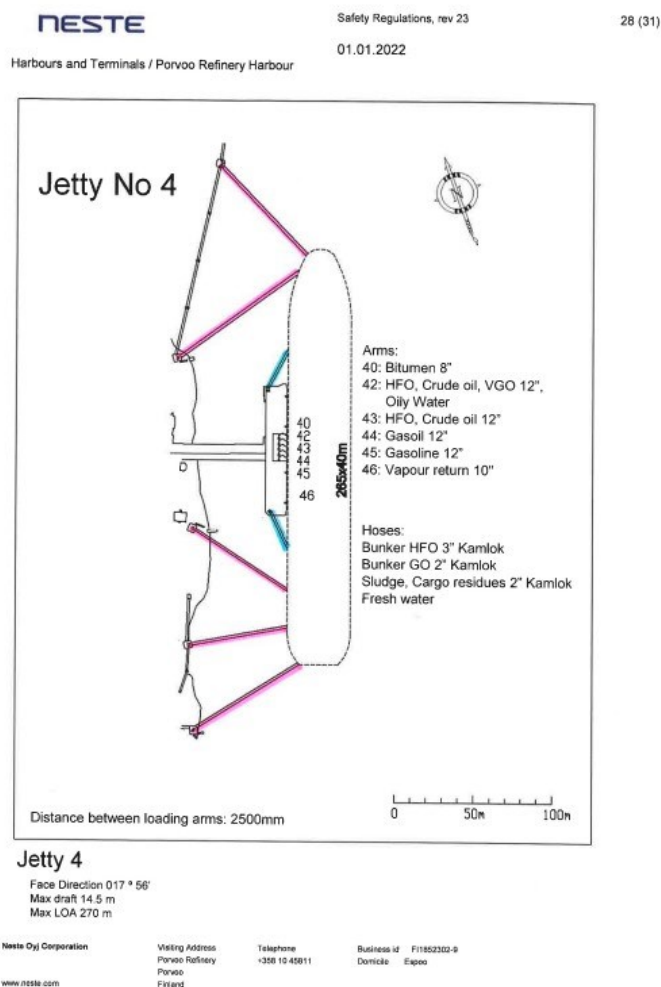 NESTE
Safety Regulations, rev 23
28 (31)
01.01.2022
Harbours and Terminals / Porvoo Refinery Harbour
Jetty No 4
N
Arms:
40: Bitumen 8"
42: HFO, Crude oil, VGO 12",
Oily Water
43: HFO, Crude oil 12"
44: Gasoil 12"
45: Gasoline 12"
46: Vapour return 10"
40
42
43
44
45
46
265x40m
Hoses:
Bunker HFO 3" Kamlok
Bunker GO 2" Kamlok
Sludge, Cargo residues 2" Kamlok
Fresh water
0 50m 100m
Distance between loading arms: 2500mm
Jetty 4
Face Direction 017 º 56'
Max draft 14.5 m
Max LOA 270 m
Neste Oyj Corporation
Visiting Address
Telephone
Business id FI1852302-9
Porvoo Refinery
+358 10 45811
Domicile Espoo
Porvoo
www.neste.com
Finland